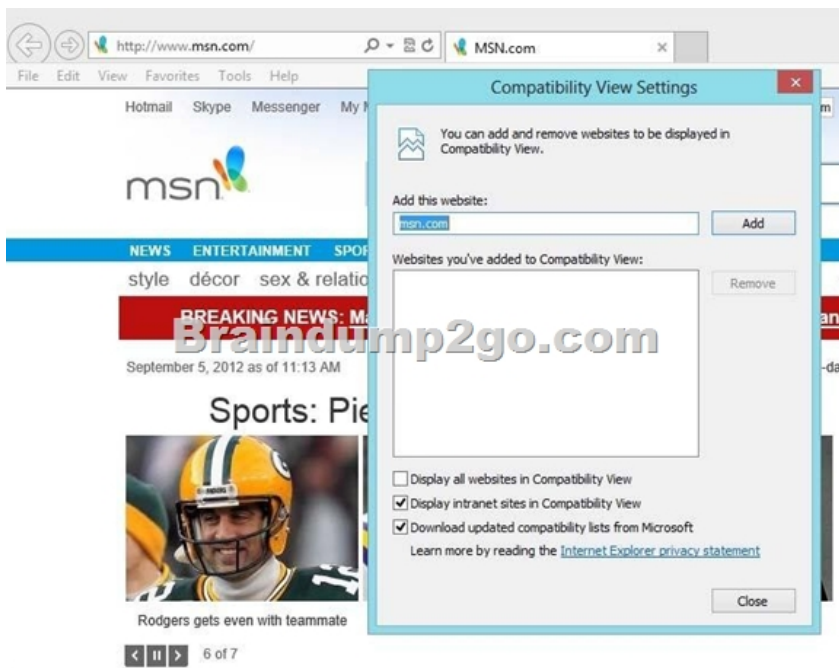 http://www.msn.com/
MSN.com
File Edit View Favorites Tools Help
Compatibility View Settings
Hotmail Skype Messenger My
You can add and remove websites to be displayed in
Compatibility View.
msn
Add this website:
msn.com
Add
NEWS ENTERTAINMENT SPO
Websites you've added to Compatibility View:
style décor sex & relatio
Remove
BREAKING NEWS: Ma
an
Braindump2go.com
September 5, 2012 as of 11:13 AM
-da
Sports: Pie
Display all websites in Compatibility View
Display intranet sites in Compatibility View
Download updated compatibility lists from Microsoft
Learn more by reading the Internet Explorer privacy statement
Close
Rodgers gets even with teammate
6 of 7